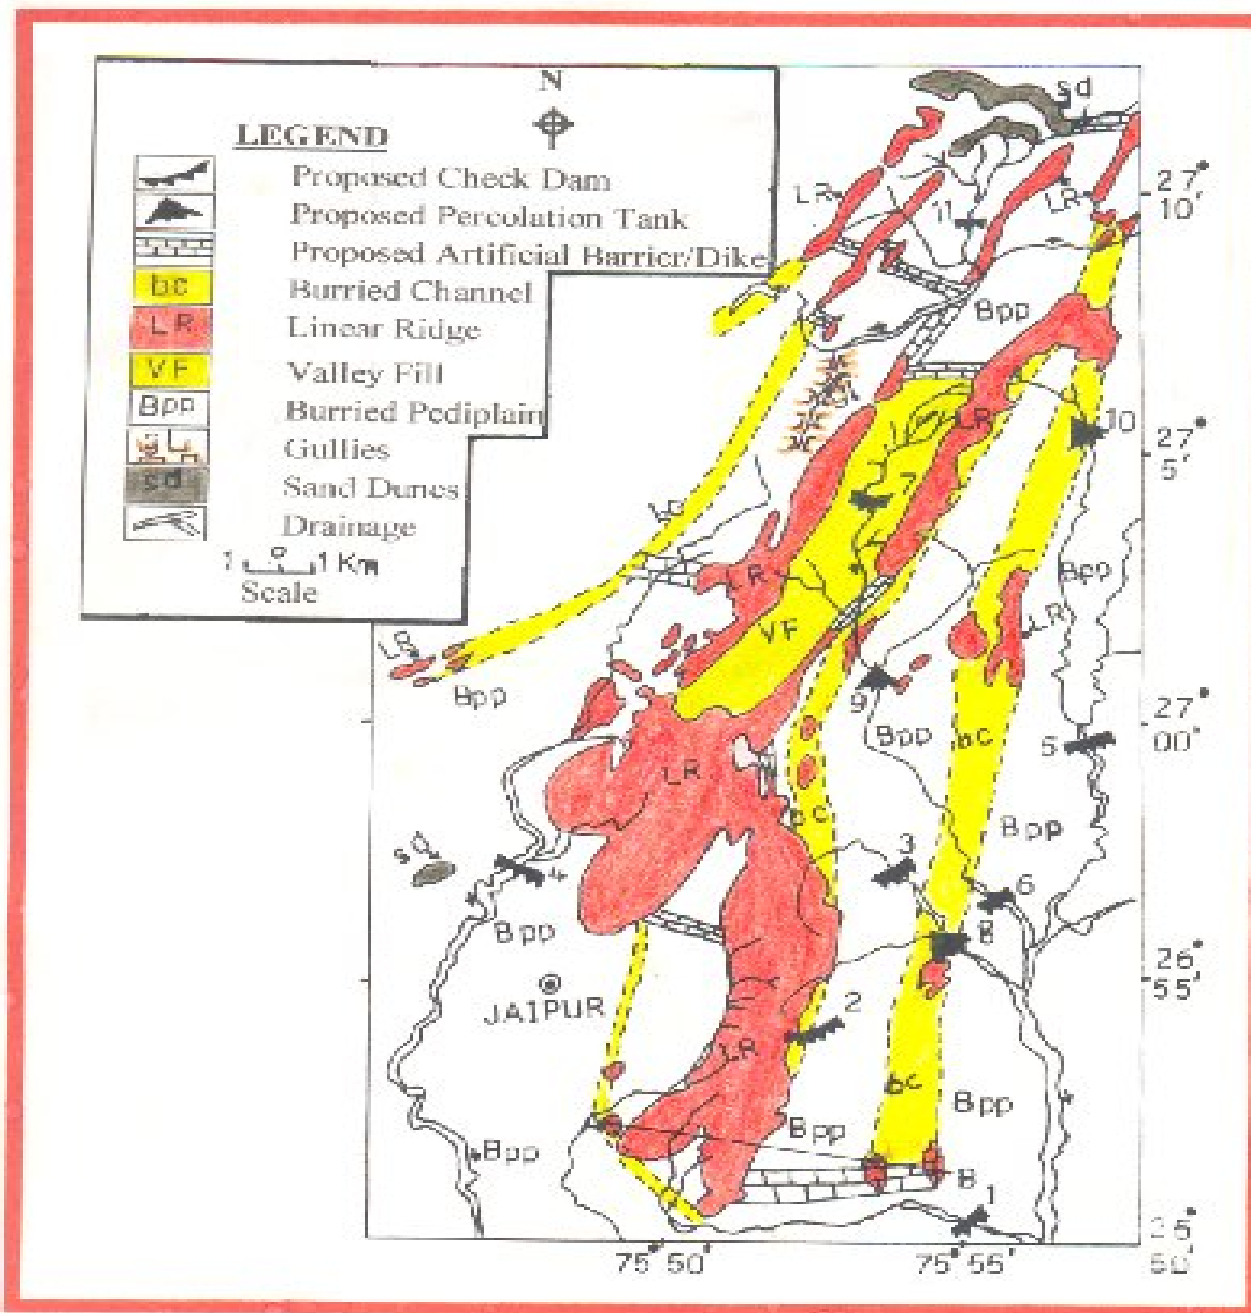 N
LEGEND
Proposed Check Dam
Proposed Percolation Tank
Proposed Artificial Barrier/Dike
bc Burried Channel
LR Linear Ridge
VF Valley Fill
Bpp Burried Pediplain
Gullies
sd Sand Dunes
Drainage
1 0 1 Km
Scale
sd
LR
LR
11
27°
10'
Bpp
LR
10
27°
5'
7
LR
Bpp
LR
VF
LR
Bpp
9
Bpp
bc
27°
00'
5
LR
bc
Bpp
sd
4
3
6
Bpp
8
26°
55'
JAIPUR
2
LR
bc
Bpp
Bpp
Bpp
B
1
75° 50'
75° 55'
26°
50'